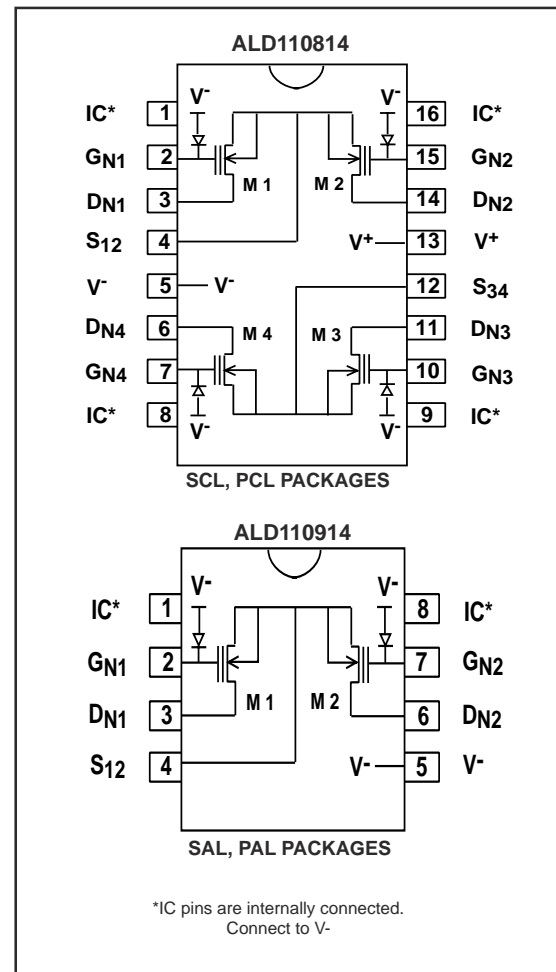 ALD110814
IC* 1 V- V- 16 IC*
GN1 2 15 GN2
DN1 3 M 1 M 2 14 DN2
S12 4 V+ 13 V+
V- 5 V- 12 S34
DN4 6 M 4 M 3 11 DN3
GN4 7 10 GN3
IC* 8 V- V- 9 IC*
SCL, PCL PACKAGES
ALD110914
IC* 1 V- V- 8 IC*
GN1 2 7 GN2
DN1 3 M 1 M 2 6 DN2
S12 4 V- 5 V-
SAL, PAL PACKAGES
*IC pins are internally connected.
Connect to V-